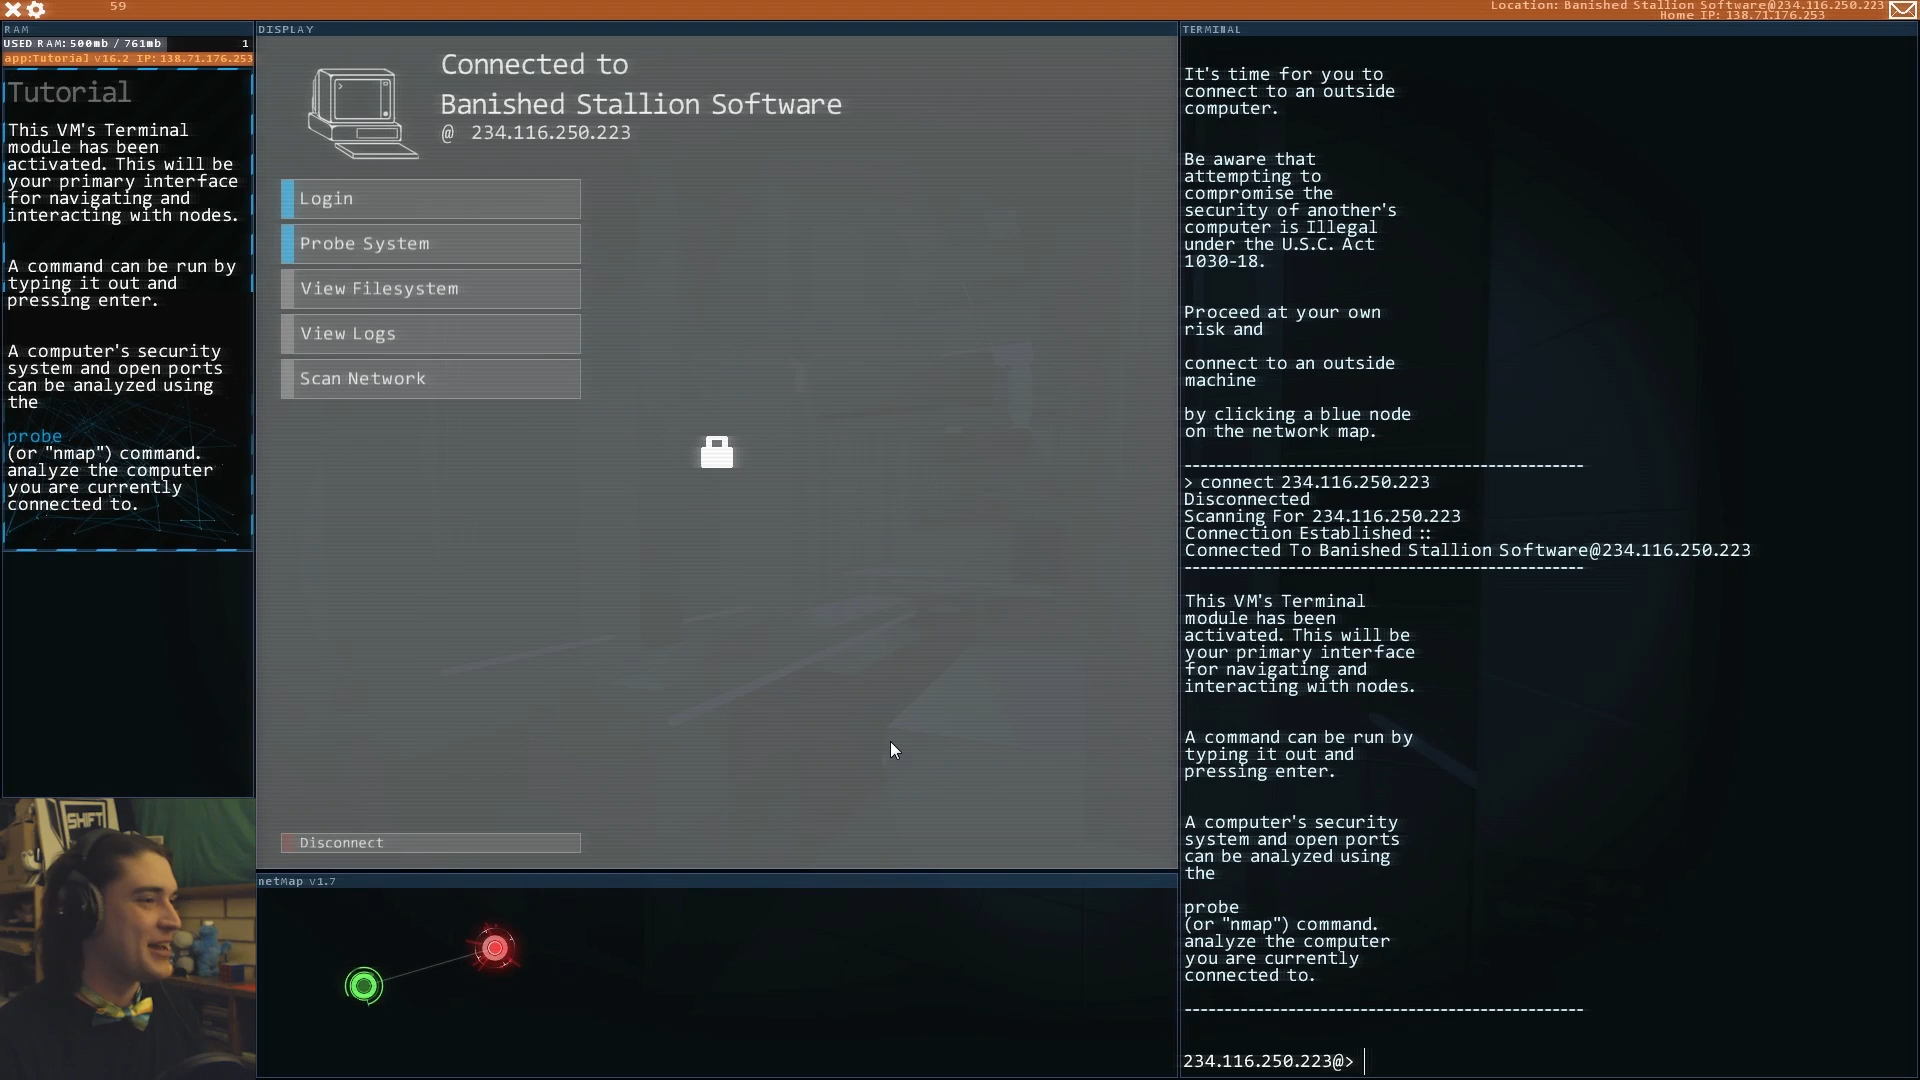 59
Location: Banished Stallion Software@234.116.250.223
Home IP: 138.71.176.253
RAM
USED RAM: 500mb / 761mb
1
app:Tutorial v16.2 IP: 138.71.176.253
Tutorial
This VM's Terminal
module has been
activated. This will be
your primary interface
for navigating and
interacting with nodes.
A command can be run by
typing it out and
pressing enter.
A computer's security
system and open ports
can be analyzed using
the
probe
(or "nmap") command.
analyze the computer
you are currently
connected to.
SHIFT
DISPLAY
Connected to
Banished Stallion Software
@ 234.116.250.223
Login
Probe System
View Filesystem
View Logs
Scan Network
Disconnect
netMap v1.7
TERMINAL
It's time for you to
connect to an outside
computer.
Be aware that
attempting to
compromise the
security of another's
computer is Illegal
under the U.S.C. Act
1030-18.
Proceed at your own
risk and
connect to an outside
machine
by clicking a blue node
on the network map.
--------------------------------------------------
> connect 234.116.250.223
Disconnected
Scanning For 234.116.250.223
Connection Established ::
Connected To Banished Stallion Software@234.116.250.223
--------------------------------------------------
This VM's Terminal
module has been
activated. This will be
your primary interface
for navigating and
interacting with nodes.
A command can be run by
typing it out and
pressing enter.
A computer's security
system and open ports
can be analyzed using
the
probe
(or "nmap") command.
analyze the computer
you are currently
connected to.
--------------------------------------------------
234.116.250.223@>